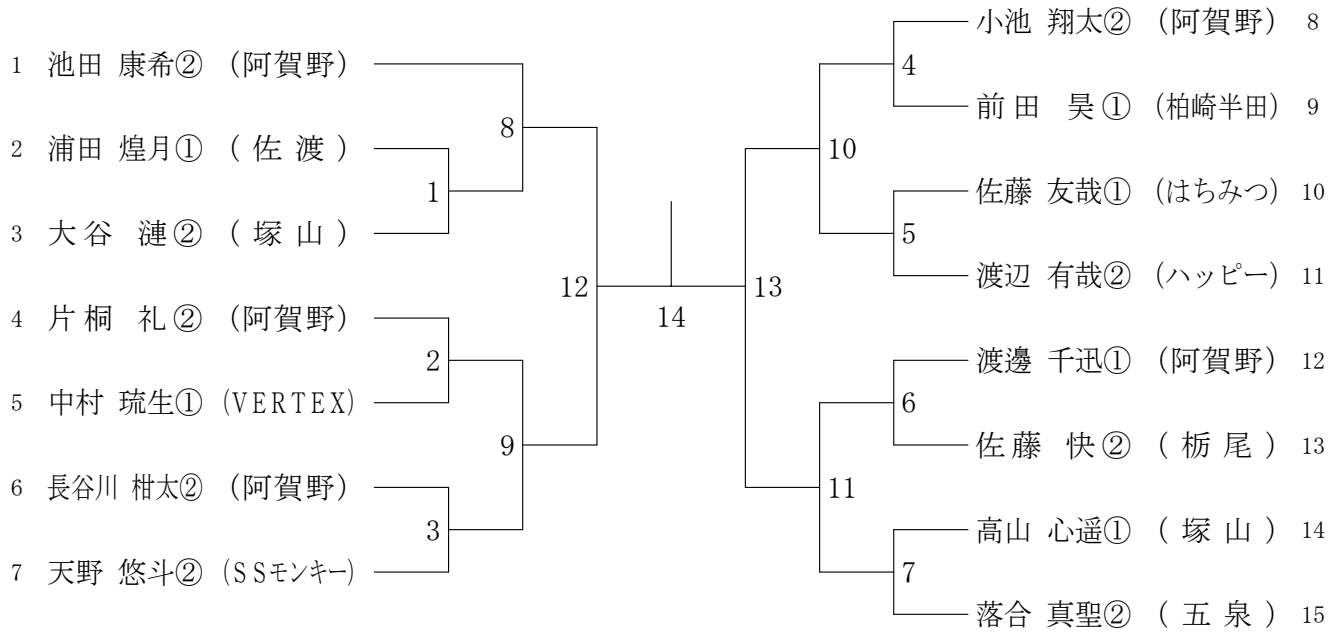 1 池田 康希② (阿賀野)
2 浦田 煌月① (佐渡)
3 大谷 漣② (塚山)
4 片桐 礼② (阿賀野)
5 中村 琉生① (VERTEX)
6 長谷川 柑太② (阿賀野)
7 天野 悠斗② (SSモンキー)
8
1
12
2
9
3
14
13
10
4
5
11
6
7
小池 翔太② (阿賀野) 8
前田 昊① (柏崎半田) 9
佐藤 友哉① (はちみつ) 10
渡辺 有哉② (ハッピー) 11
渡邊 千迅① (阿賀野) 12
佐藤 快② (栃尾) 13
高山 心遥① (塚山) 14
落合 真聖② (五泉) 15